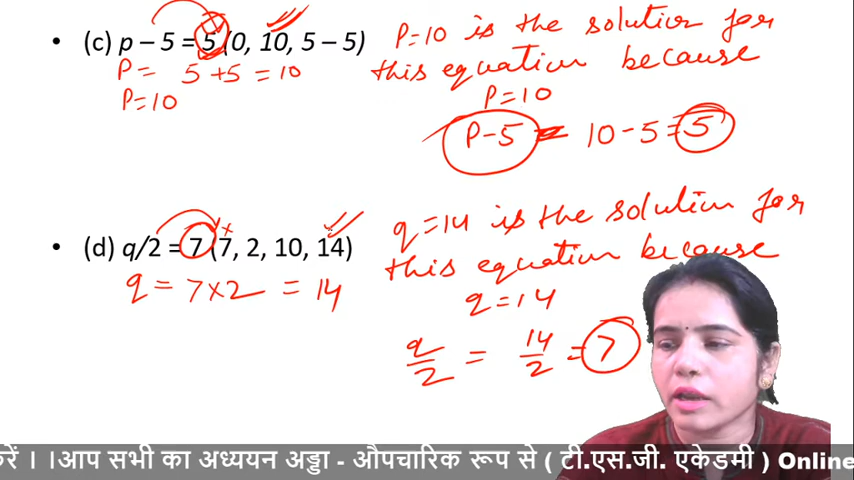 • (c) p – 5 = 5 (0, 10, 5 – 5)
P = 5 + 5 = 10
P = 10
P = 10 is the solution for
this equation because
P = 10
P - 5 = 10 - 5 = 5
• (d) q/2 = 7 (7, 2, 10, 14)
q = 7 x 2 = 14
q = 14 is the solution for
this equation because
q = 14
q/2 = 14/2 = 7
रें । ।आप सभी का अध्ययन अड्डा - औपचारिक रूप से ( टी.एस.जी. एकेडमी ) Online